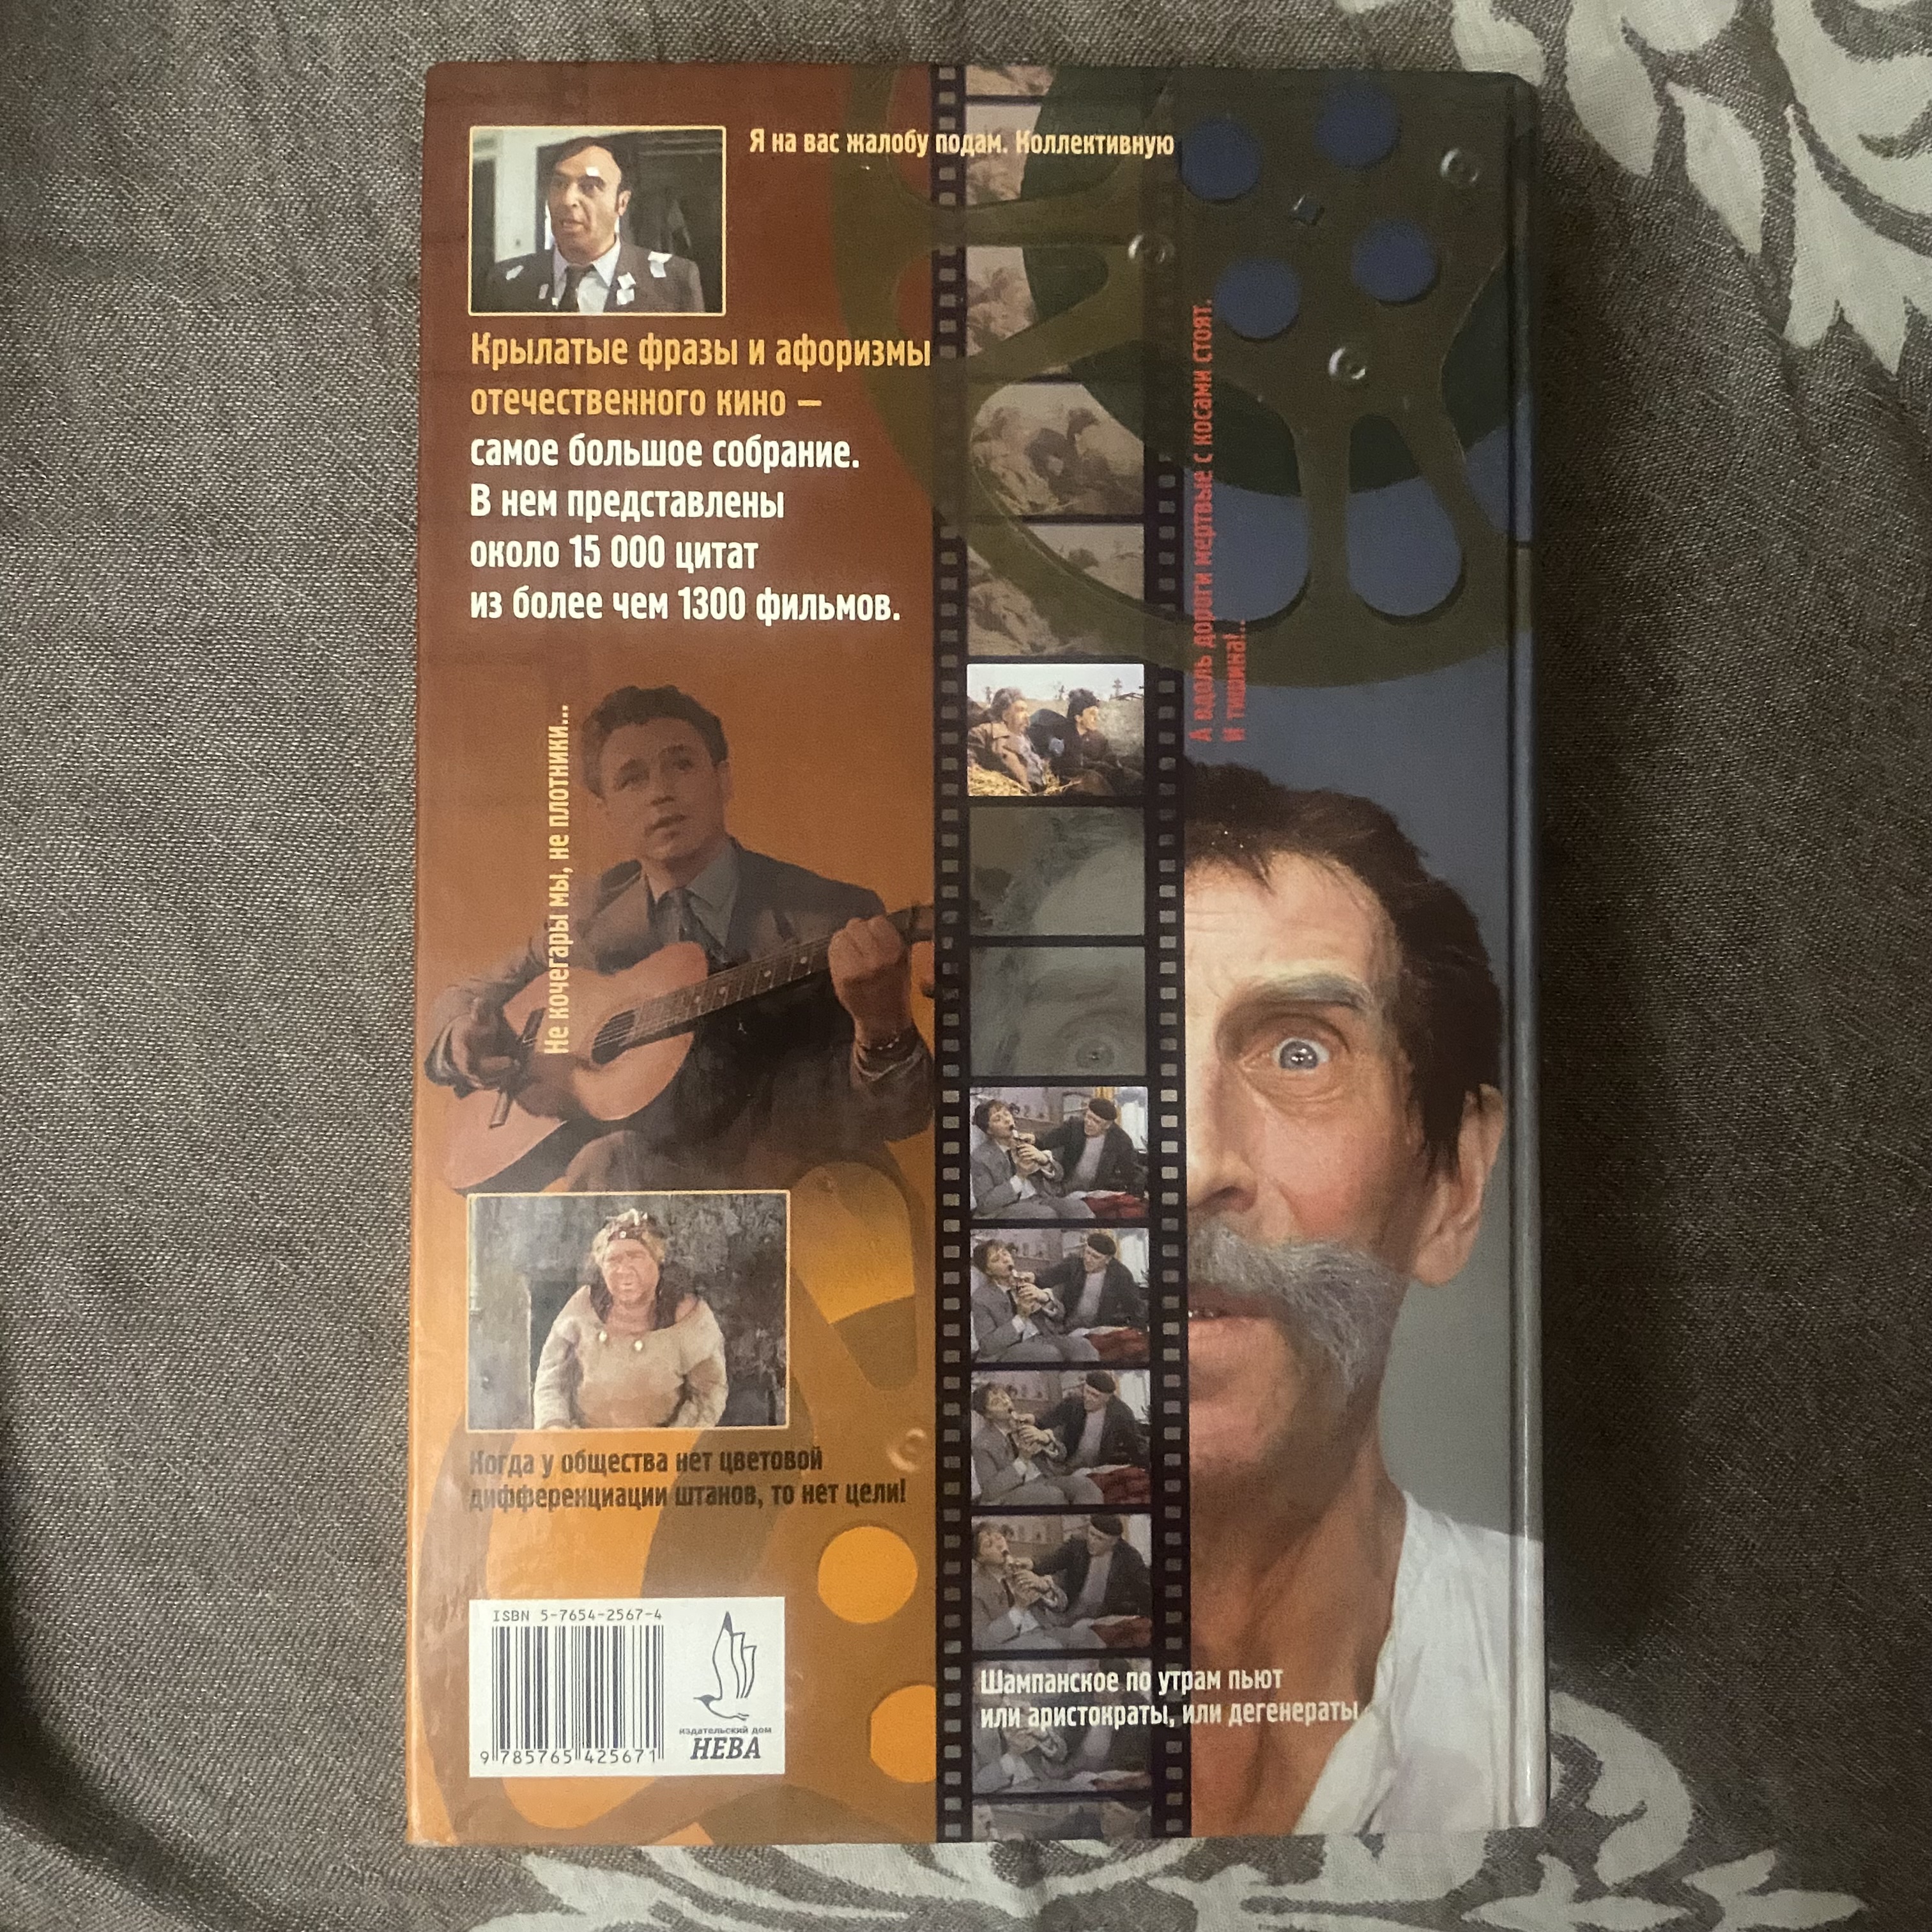 Я на вас жалобу подам. Коллективную
Крылатые фразы и афоризмы
отечественного кино –
самое большое собрание.
В нем представлены
около 15 000 цитат
из более чем 1300 фильмов.
А вдоль дороги мертвые с косами стоят.
И тишина!..
Не кочегары мы, не плотники...
Когда у общества нет цветовой
дифференциации штанов, то нет цели!
ISBN 5-7654-2567-4
9 785765 425671
издательский дом
НЕВА
Шампанское по утрам пьют
или аристократы, или дегенераты